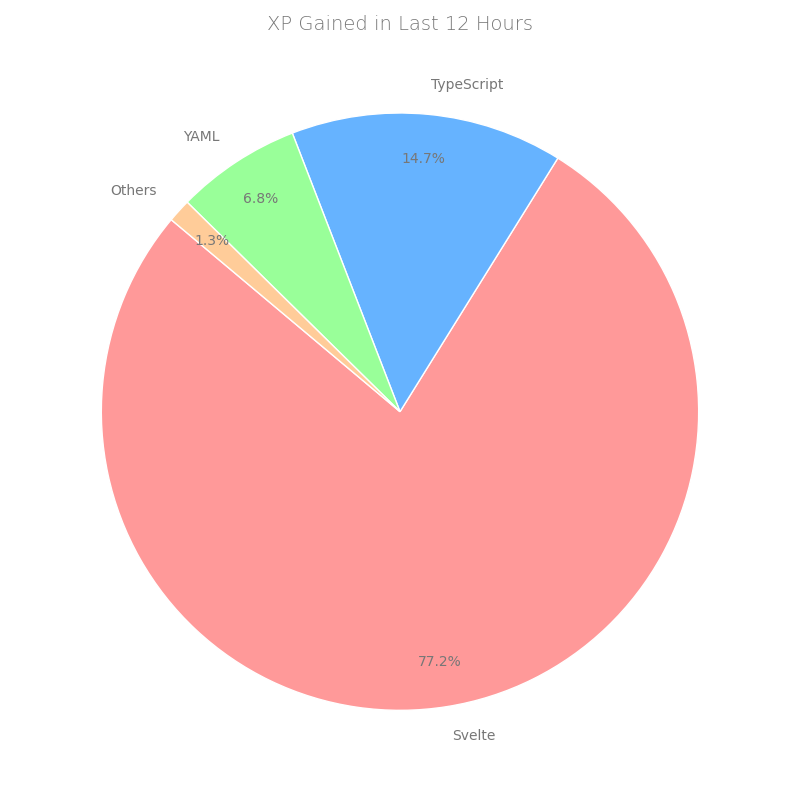 XP Gained in Last 12 Hours
TypeScript
YAML
14.7%
Others
6.8%
1.3%
77.2%
Svelte